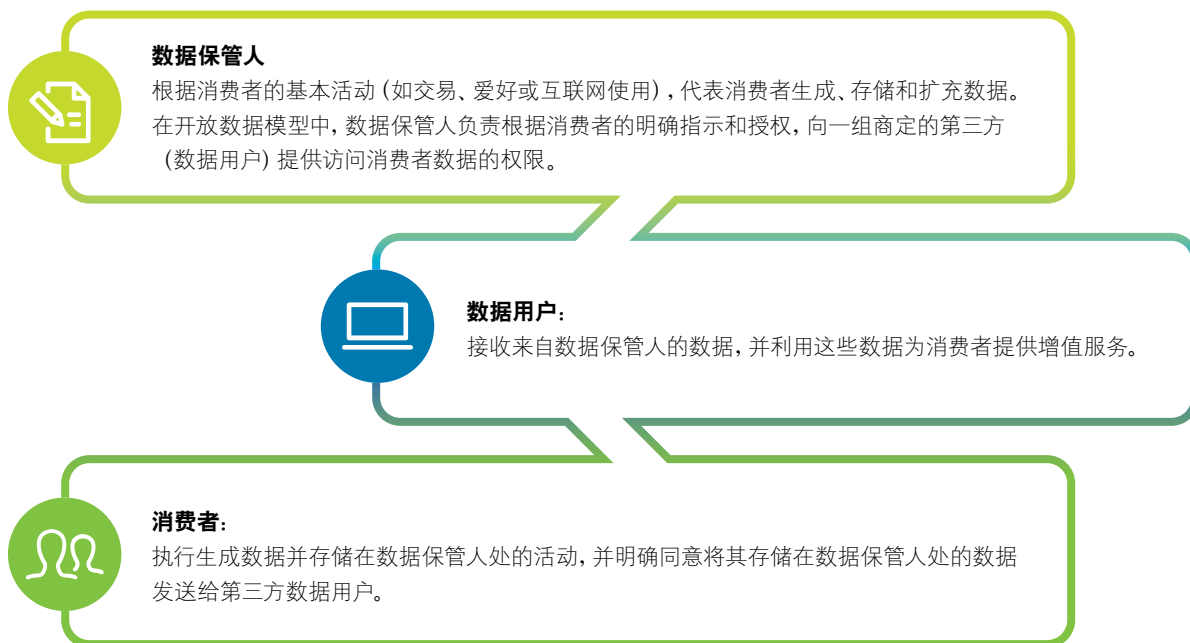 数据保管人
根据消费者的基本活动（如交易、爱好或互联网使用），代表消费者生成、存储和扩充数据。
在开放数据模型中，数据保管人负责根据消费者的明确指示和授权，向一组商定的第三方
（数据用户）提供访问消费者数据的权限。
数据用户：
接收来自数据保管人的数据，并利用这些数据为消费者提供增值服务。
消费者：
执行生成数据并存储在数据保管人处的活动，并明确同意将其存储在数据保管人处的数据
发送给第三方数据用户。